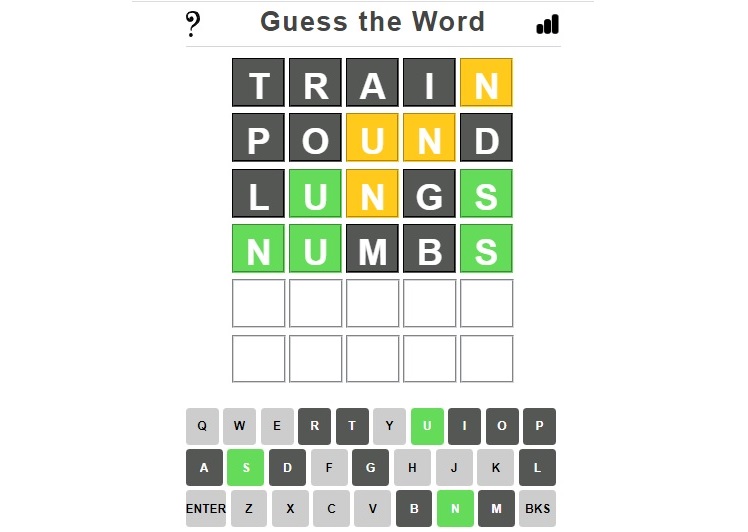 ? Guess the Word
T R A I N
P O U N D
L U N G S
N U M B S
Q W E R T Y U I O P
A S D F G H J K L
ENTER Z X C V B N M BKS